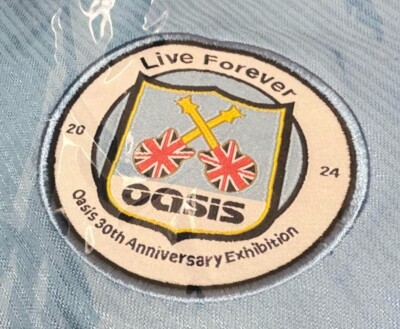 Live Forever
20
24
oasis
Oasis 30th Anniversary Exhibition